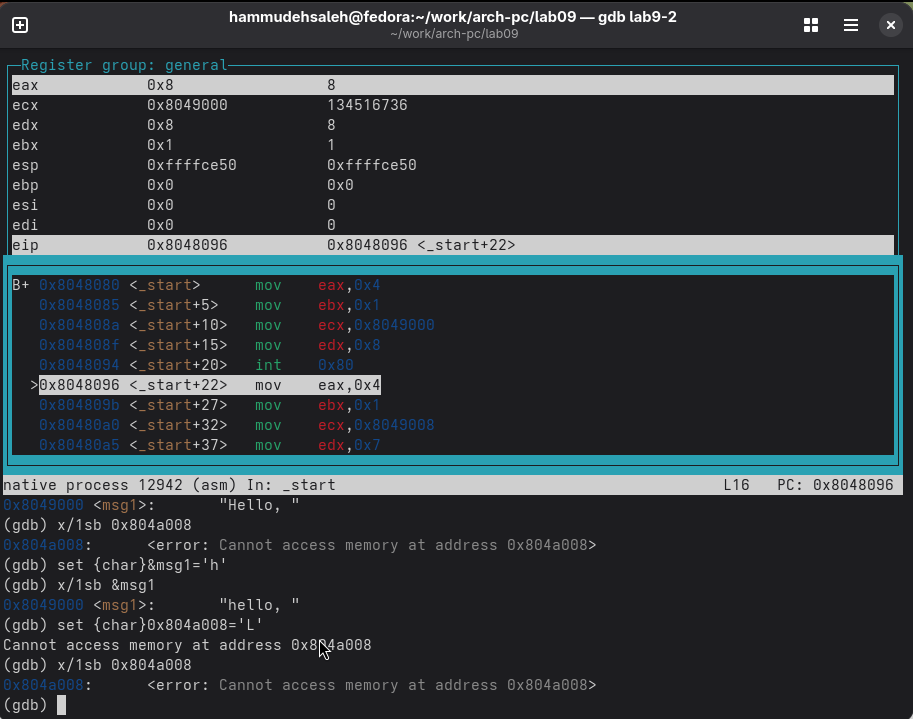 hammudehsaleh@fedora:~/work/arch-pc/lab09 — gdb lab9-2
~/work/arch-pc/lab09
Register group: general
eax 0x8 8
ecx 0x8049000 134516736
edx 0x8 8
ebx 0x1 1
esp 0xffffce50 0xffffce50
ebp 0x0 0x0
esi 0x0 0
edi 0x0 0
eip 0x8048096 0x8048096 <_start+22>
B+ 0x8048080 <_start> mov eax,0x4
0x8048085 <_start+5> mov ebx,0x1
0x804808a <_start+10> mov ecx,0x8049000
0x804808f <_start+15> mov edx,0x8
0x8048094 <_start+20> int 0x80
>0x8048096 <_start+22> mov eax,0x4
0x804809b <_start+27> mov ebx,0x1
0x80480a0 <_start+32> mov ecx,0x8049008
0x80480a5 <_start+37> mov edx,0x7
native process 12942 (asm) In: _start L16 PC: 0x8048096
0x8049000 <msg1>: "Hello, "
(gdb) x/1sb 0x804a008
0x804a008: <error: Cannot access memory at address 0x804a008>
(gdb) set {char}&msg1='h'
(gdb) x/1sb &msg1
0x8049000 <msg1>: "hello, "
(gdb) set {char}0x804a008='L'
Cannot access memory at address 0x804a008
(gdb) x/1sb 0x804a008
0x804a008: <error: Cannot access memory at address 0x804a008>
(gdb)